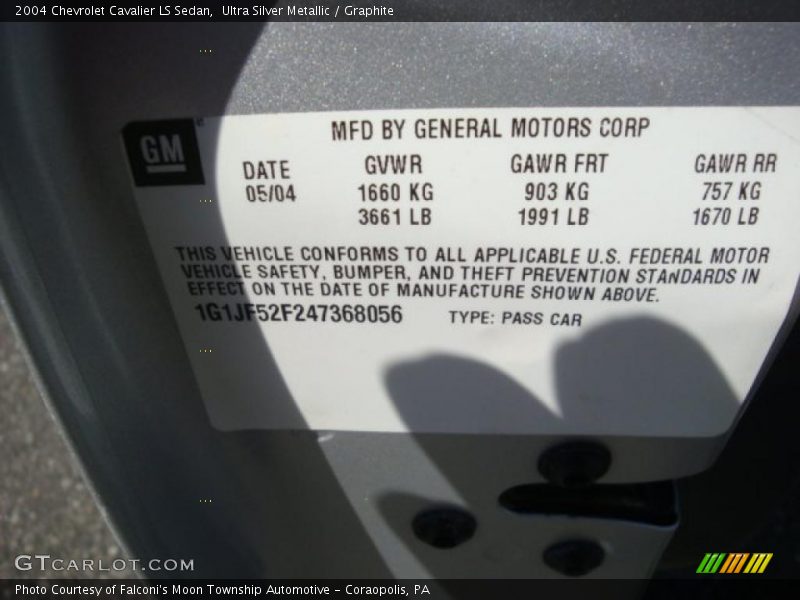 2004 Chevrolet Cavalier LS Sedan,  Ultra Silver Metallic / Graphite
GM
MFD BY GENERAL MOTORS CORP
DATE GVWR GAWR FRT GAWR RR
05/04 1660 KG 903 KG 757 KG
3661 LB 1991 LB 1670 LB
THIS VEHICLE CONFORMS TO ALL APPLICABLE U.S. FEDERAL MOTOR
VEHICLE SAFETY, BUMPER, AND THEFT PREVENTION STANDARDS IN
EFFECT ON THE DATE OF MANUFACTURE SHOWN ABOVE.
1G1JF52F247368056 TYPE: PASS CAR
GTCARLOT.COM
Photo Courtesy of Falconi's Moon Township Automotive - Coraopolis, PA